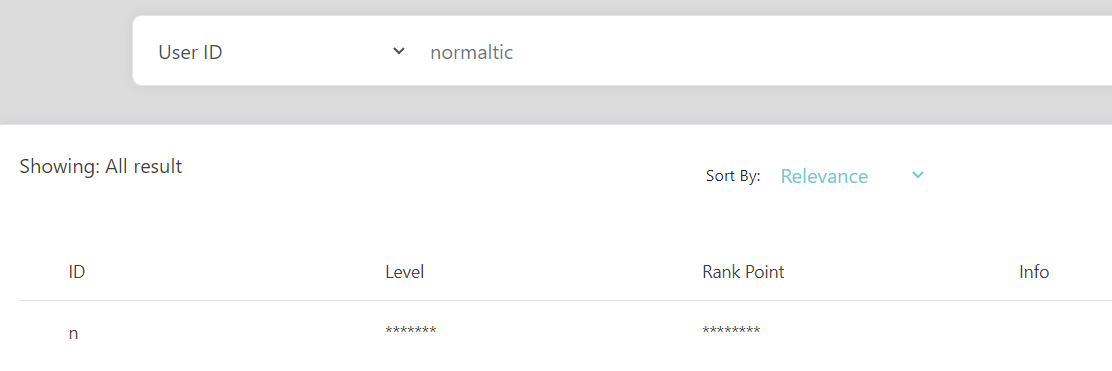 User ID normaltic
Showing: All result
Sort By: Relevance
ID Level Rank Point Info
n ******* ********